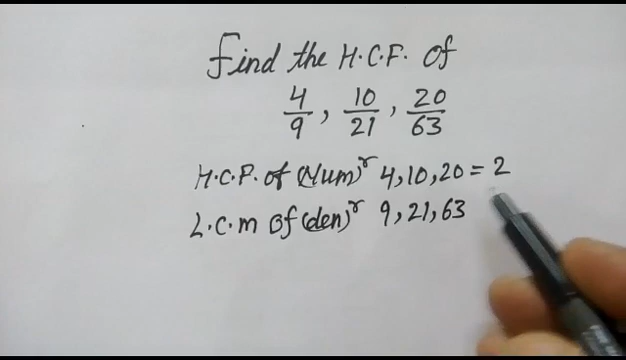 Find the H.C.F. Of
4/9, 10/21, 20/63
H.C.F. of (Num)ʳ 4,10,20 = 2
L.C.m Of (den)ʳ 9,21,63